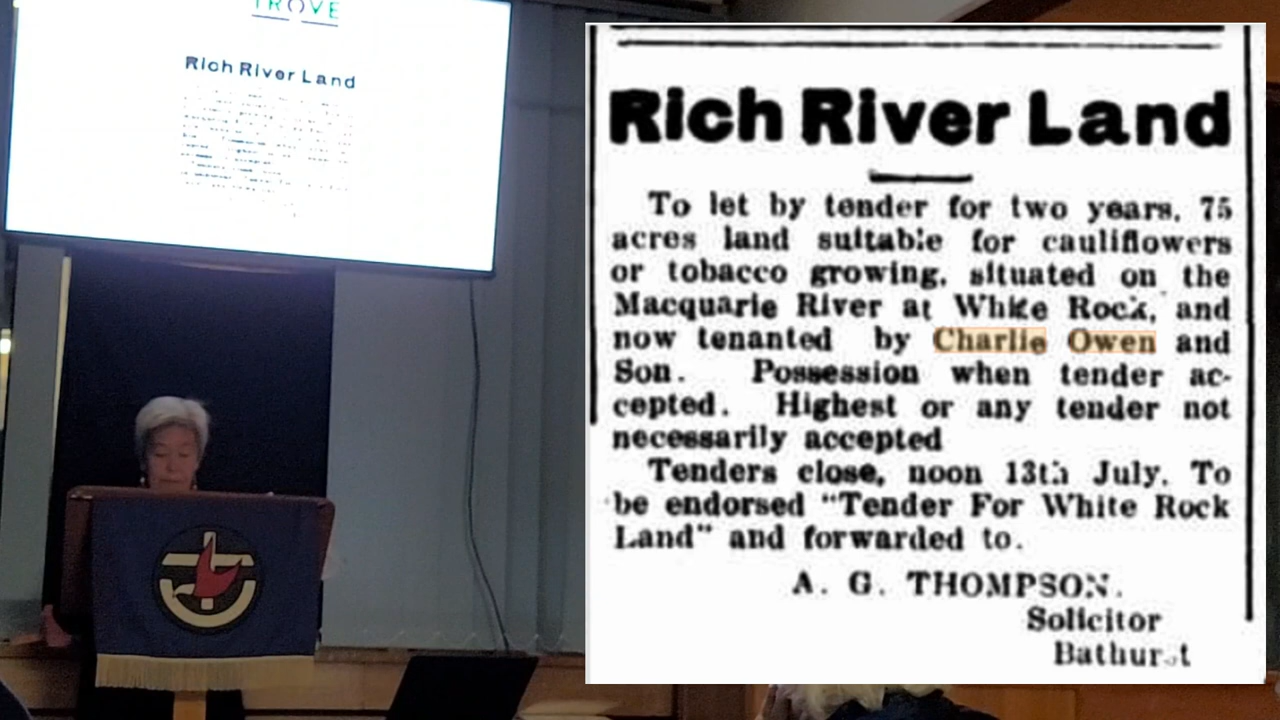 TROVE
Rich River Land
Rich River Land
To let by tender for two years, 75
acres land suitable for cauliflowers
or tobacco growing, situated on the
Macquarie River at White Rock, and
now tenanted by Charlie Owen and
Son. Possession when tender ac-
cepted. Highest or any tender not
necessarily accepted
Tenders close, noon 13th July. To
be endorsed "Tender For White Rock
Land" and forwarded to.
A. G. THOMPSON.
Solicitor
Bathurst